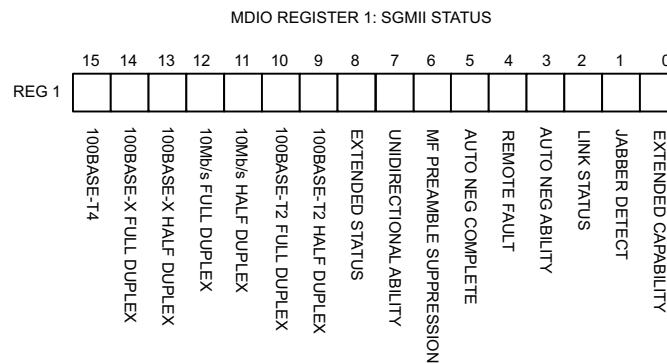 MDIO REGISTER 1: SGMII STATUS
15 14 13 12 11 10 9 8 7 6 5 4 3 2 1 0
REG 1
100BASE-T4
100BASE-X FULL DUPLEX
100BASE-X HALF DUPLEX
10Mb/s FULL DUPLEX
10Mb/s HALF DUPLEX
100BASE-T2 FULL DUPLEX
100BASE-T2 HALF DUPLEX
EXTENDED STATUS
UNIDIRECTIONAL ABILITY
MF PREAMBLE SUPPRESSION
AUTO NEG COMPLETE
REMOTE FAULT
AUTO NEG ABILITY
LINK STATUS
JABBER DETECT
EXTENDED CAPABILITY